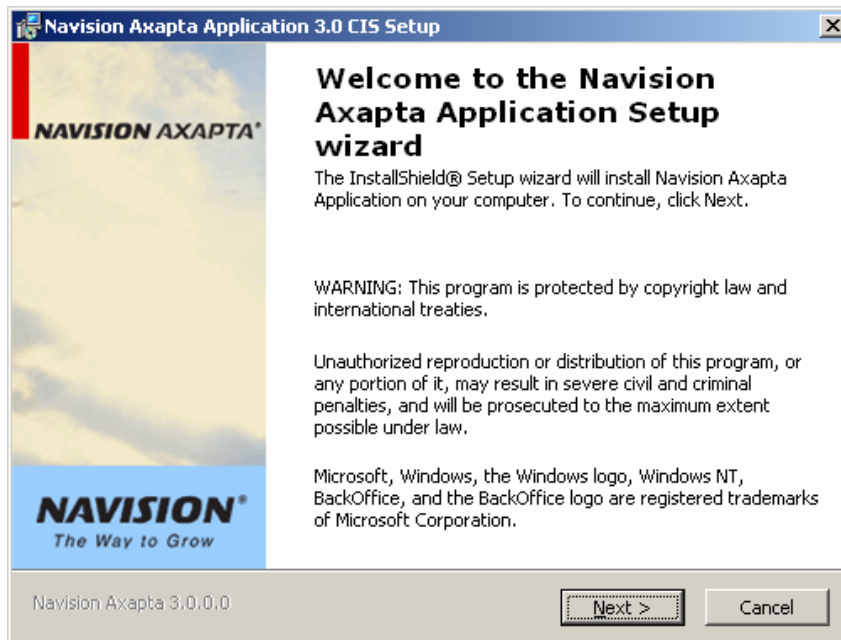 Navision Axapta Application 3.0 CIS Setup
NAVISION AXAPTA®
Welcome to the Navision
Axapta Application Setup
wizard
The InstallShield® Setup wizard will install Navision Axapta
Application on your computer. To continue, click Next.
WARNING: This program is protected by copyright law and
international treaties.
Unauthorized reproduction or distribution of this program, or
any portion of it, may result in severe civil and criminal
penalties, and will be prosecuted to the maximum extent
possible under law.
Microsoft, Windows, the Windows logo, Windows NT,
BackOffice, and the BackOffice logo are registered trademarks
of Microsoft Corporation.
NAVISION®
The Way to Grow
Navision Axapta 3.0.0.0
Next >
Cancel